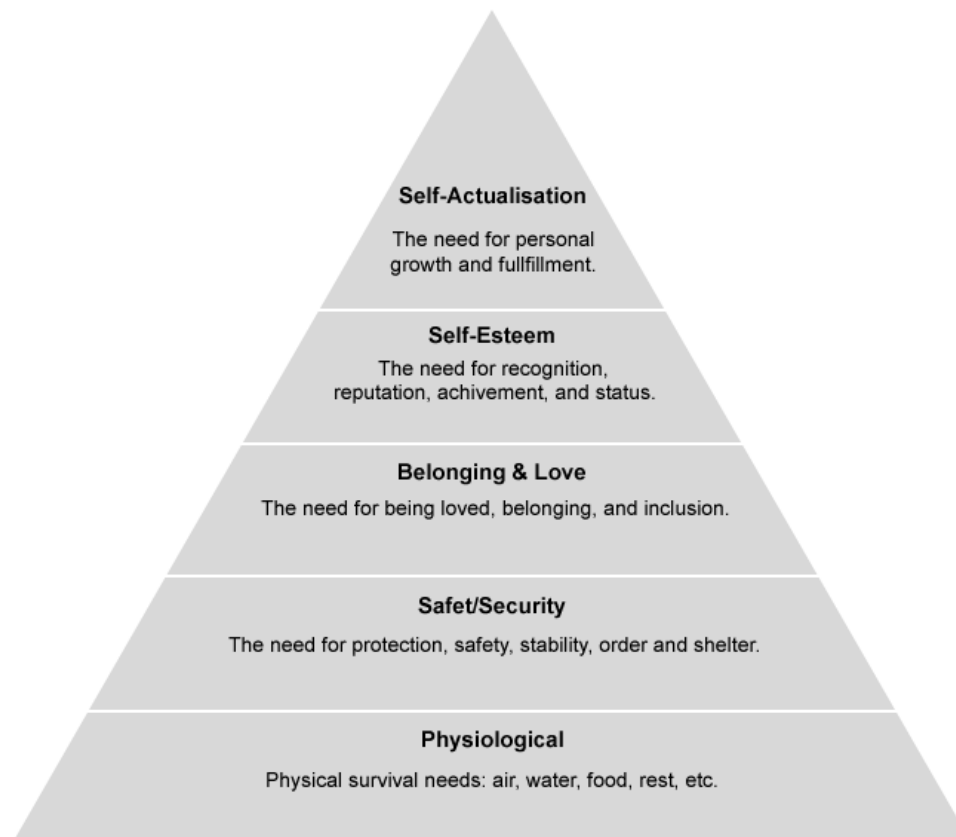 Self-Actualisation
The need for personal
growth and fullfillment.
Self-Esteem
The need for recognition,
reputation, achivement, and status.
Belonging & Love
The need for being loved, belonging, and inclusion.
Safet/Security
The need for protection, safety, stability, order and shelter.
Physiological
Physical survival needs: air, water, food, rest, etc.